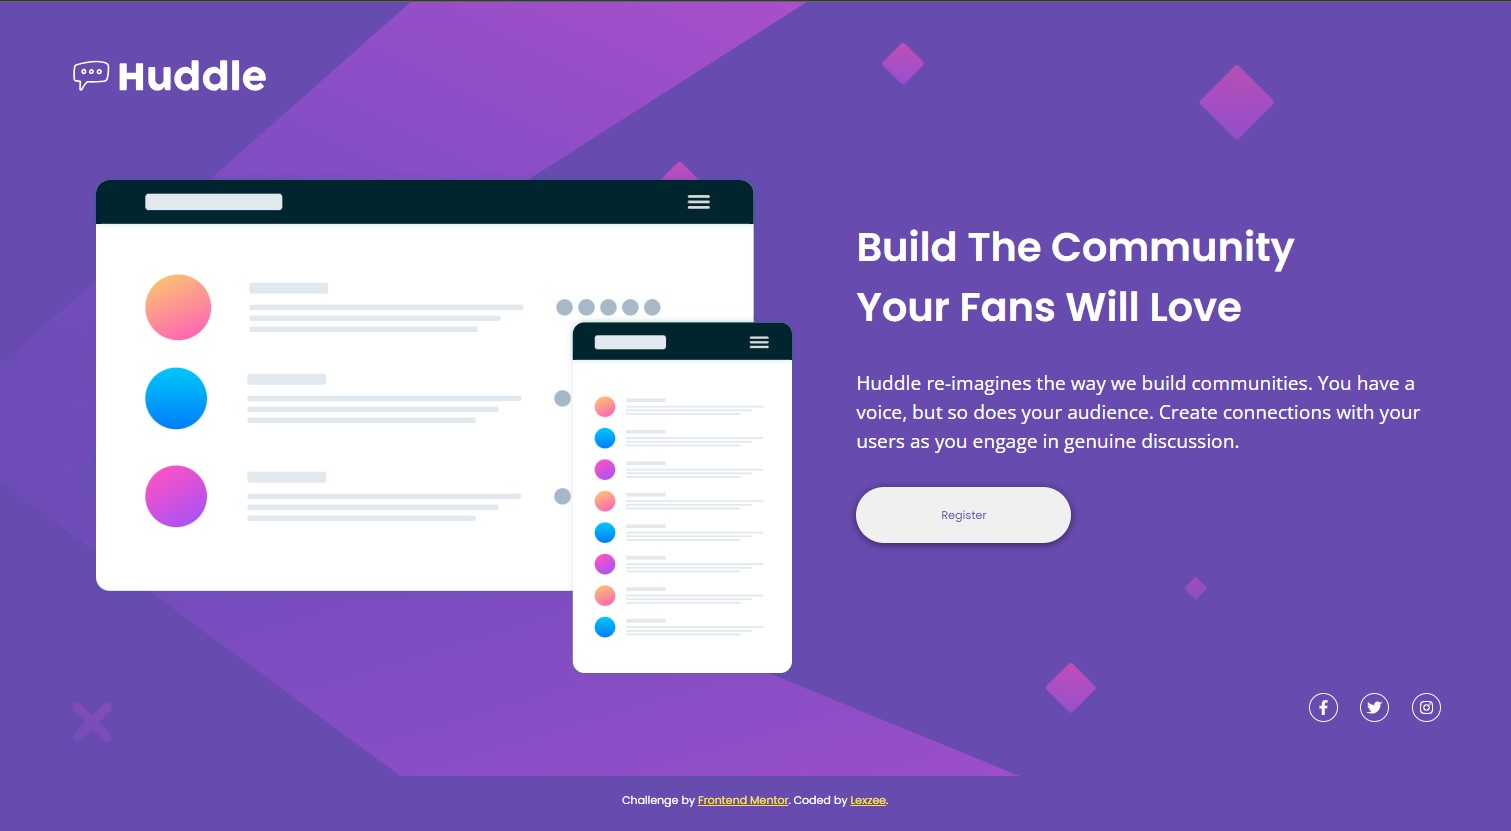 Huddle
Build The Community
Your Fans Will Love
Huddle re-imagines the way we build communities. You have a
voice, but so does your audience. Create connections with your
users as you engage in genuine discussion.
Register
Challenge by Frontend Mentor. Coded by Lexzee.